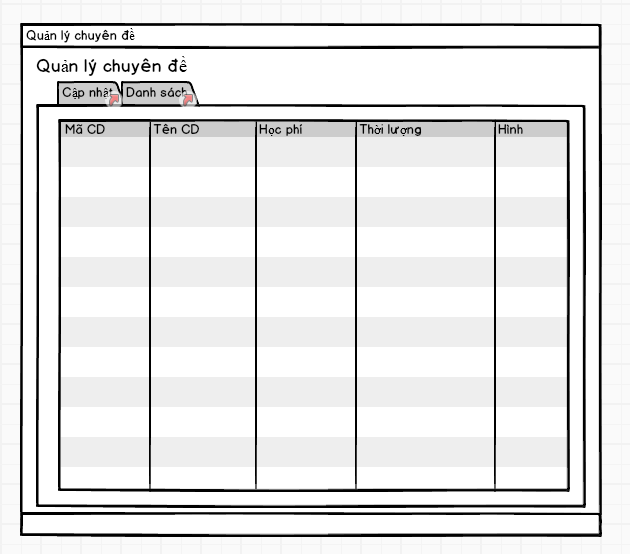 Quản lý chuyên đề
Quản lý chuyên đề
Cập nhật Danh sách
Mã CD Tên CD Học phí Thời lượng Hình